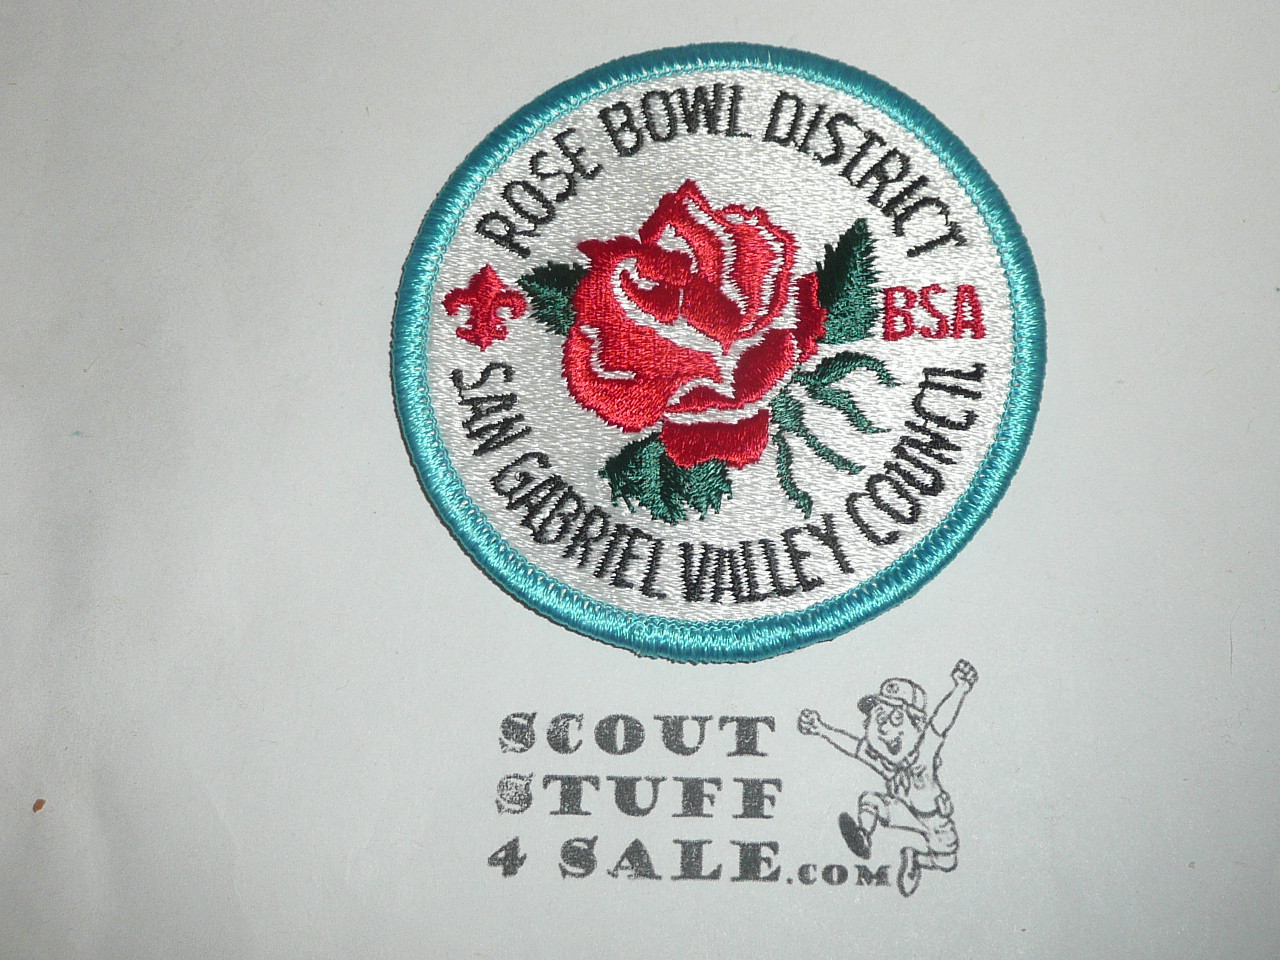 ROSE BOWL DISTRICT
BSA
SAN GABRIEL VALLEY COUNCIL
SCOUT
STUFF
4 SALE.COM